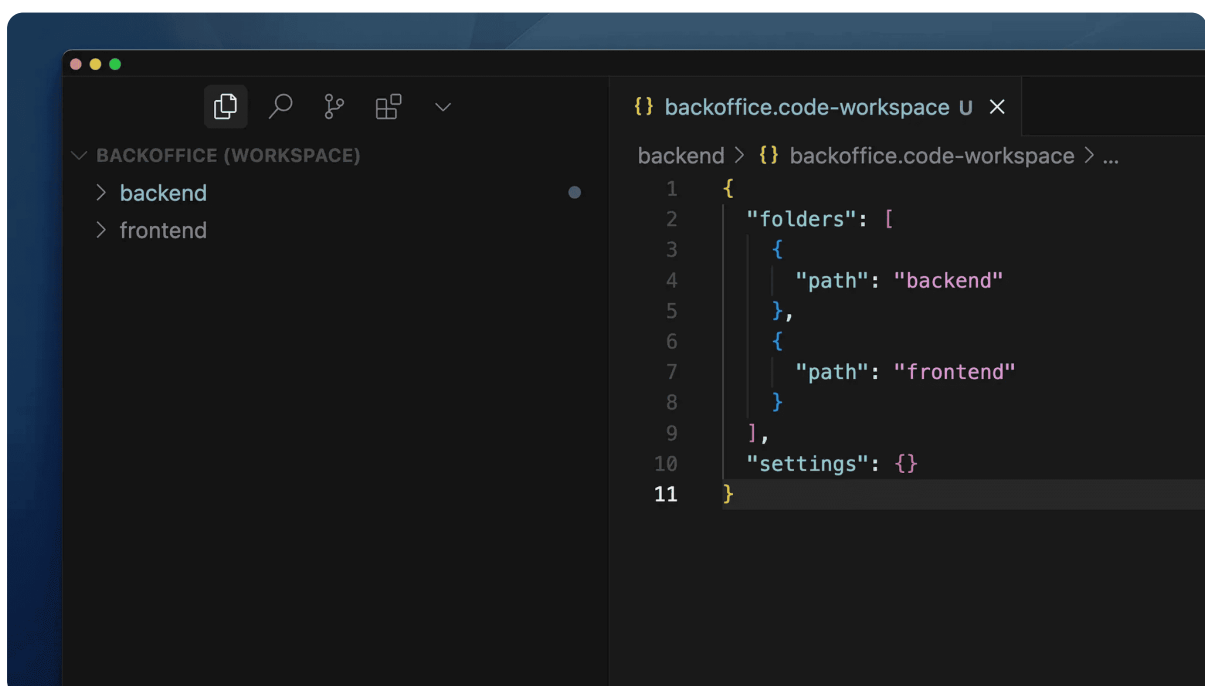 BACKOFFICE (WORKSPACE)
backend
frontend
{} backoffice.code-workspace U
backend > {} backoffice.code-workspace > ...
1 {
2   "folders": [
3     {
4       "path": "backend"
5     },
6     {
7       "path": "frontend"
8     }
9   ],
10   "settings": {}
11 }